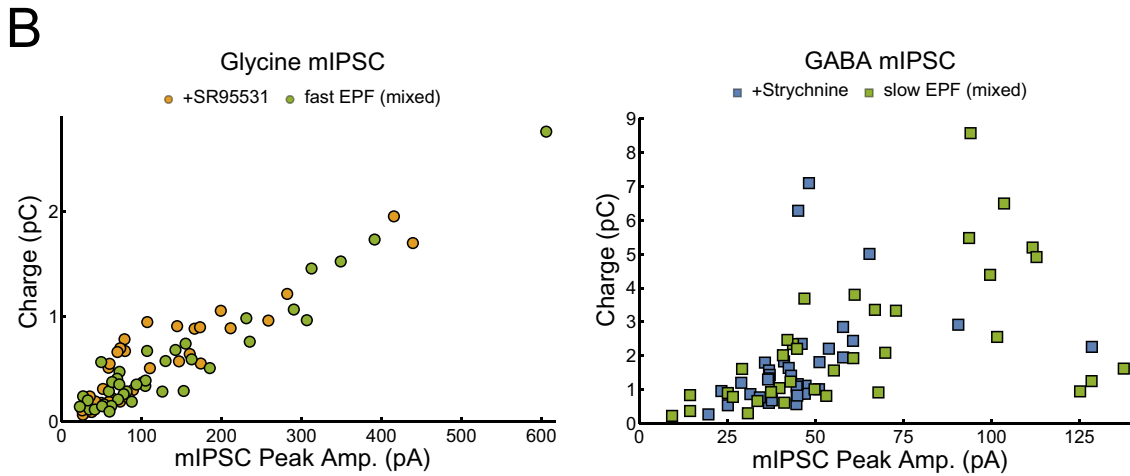 B
Glycine mIPSC
+SR95531 fast EPF (mixed)
Charge (pC)
2
1
0
0 100 200 300 400 500 600
mIPSC Peak Amp. (pA)
GABA mIPSC
+Strychnine slow EPF (mixed)
Charge (pC)
9
8
7
6
5
4
3
2
1
0
0 25 50 75 100 125
mIPSC Peak Amp. (pA)